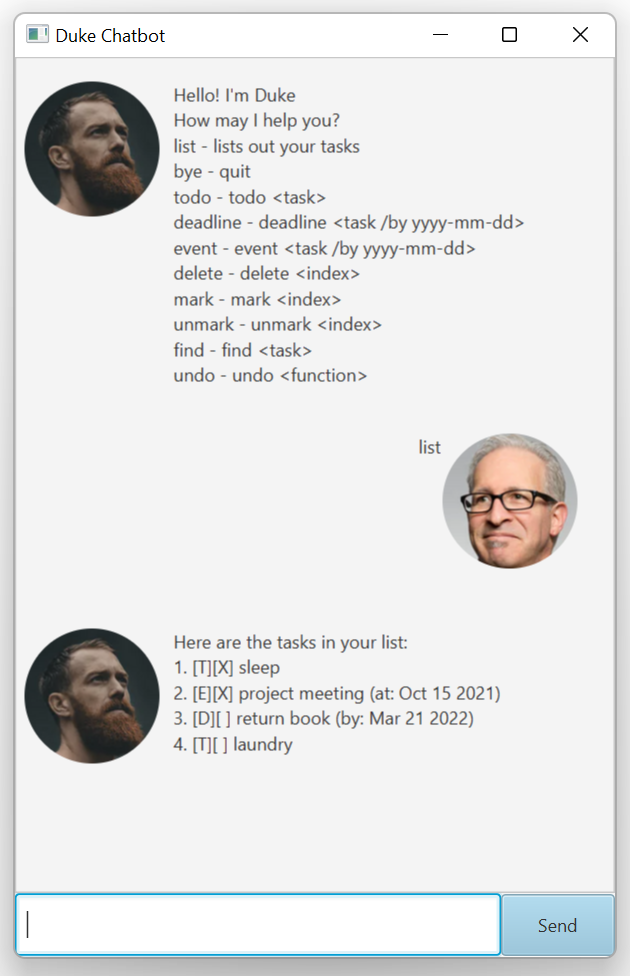 Duke Chatbot
Hello! I'm Duke
How may I help you?
list - lists out your tasks
bye - quit
todo - todo <task>
deadline - deadline <task /by yyyy-mm-dd>
event - event <task /by yyyy-mm-dd>
delete - delete <index>
mark - mark <index>
unmark - unmark <index>
find - find <task>
undo - undo <function>
list
Here are the tasks in your list:
1. [T][X] sleep
2. [E][X] project meeting (at: Oct 15 2021)
3. [D][ ] return book (by: Mar 21 2022)
4. [T][ ] laundry
Send